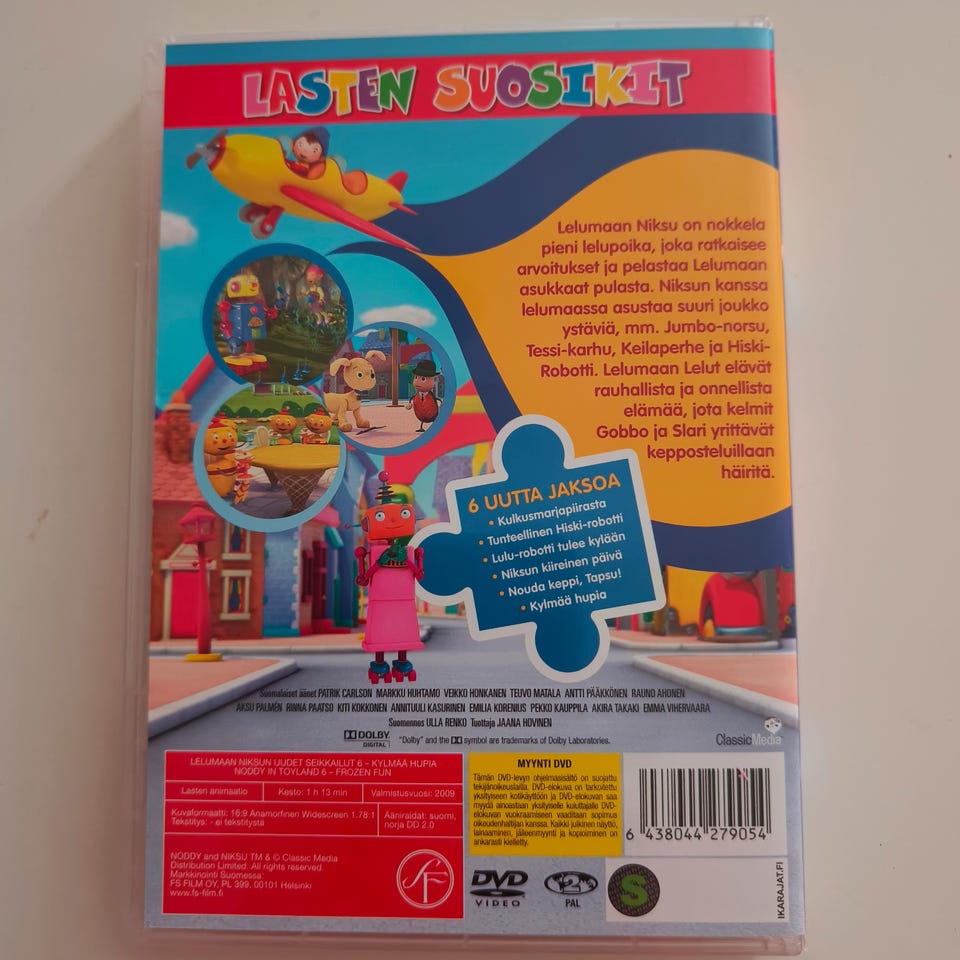 LASTEN SUOSIKIT
Lelumaan Niksu on nokkela
pieni lelupoika, joka ratkaisee
arvoitukset ja pelastaa Lelumaan
asukkaat pulasta. Niksun kanssa
lelumaassa asustaa suuri joukko
ystäviä, mm. Jumbo-norsu,
Tessi-karhu, Keilaperhe ja Hiski-
Robotti. Lelumaan Lelut elävät
rauhallista ja onnellista
elämää, jota kelmit
Gobbo ja Slari yrittävät
kepposteluillaan
häiritä.
6 UUTTA JAKSOA
• Kulkusmarjapiirasta
• Tunteellinen Hiski-robotti
• Lulu-robotti tulee kylään
• Niksun kiireinen päivä
• Nouda keppi, Tapsu!
• Kylmää hupia
Suomalaiset äänet PATRIK CARLSON MARKKU HUHTAMO VEIKKO HONKANEN TEUVO MATALA ANTTI PÄÄKKÖNEN RAUNO AHONEN
AKSU PALMÉN RINNA PAATSO KITI KOKKONEN ANNITUULI KASURINEN EMILIA KORENIUS PEKKO KAUPPILA AKIRA TAKAKI EMMA VIHERVAARA
Suomennos ULLA RENKO Tuottaja JAANA HOVINEN
DOLBY
DIGITAL
"Dolby" and the DD symbol are trademarks of Dolby Laboratories.
ClassicMedia
LELUMAAN NIKSUN UUDET SEIKKAILUT 6 - KYLMÄÄ HUPIA
NODDY IN TOYLAND 6 - FROZEN FUN
Lasten animaatio Kesto: 1 h 13 min Valmistusvuosi: 2009
Kuvaformaatti: 16:9 Anamorfinen Widescreen 1.78:1
Tekstitys: - ei tekstitystä
Ääniraidat: suomi,
norja DD 2.0
NODDY and NIKSU TM & © Classic Media
Distribution Limited. All rights reserved.
Markkinointi Suomessa:
FS FILM OY, PL 399, 00101 Helsinki
www.fs-film.fi
SF
MYYNTI DVD
Tämän DVD-levyn ohjelmasisältö on suojattu
tekijänoikeuslailla. DVD-elokuva on tarkoitettu
yksityiseen kotikäyttöön ja DVD-elokuvan saa
myydä ainoastaan yksityiselle kuluttajalle DVD-
elokuvan vuokraamiseen vaaditaan sopimus
oikeudenhaltijan kanssa. Kaikki julkinen näyttö,
lainaaminen, jälleenmyynti ja kopioiminen on
ankarasti kielletty.
6 438044 279054
DVD
VIDEO
2
PAL
S
IKARAJAT.FI